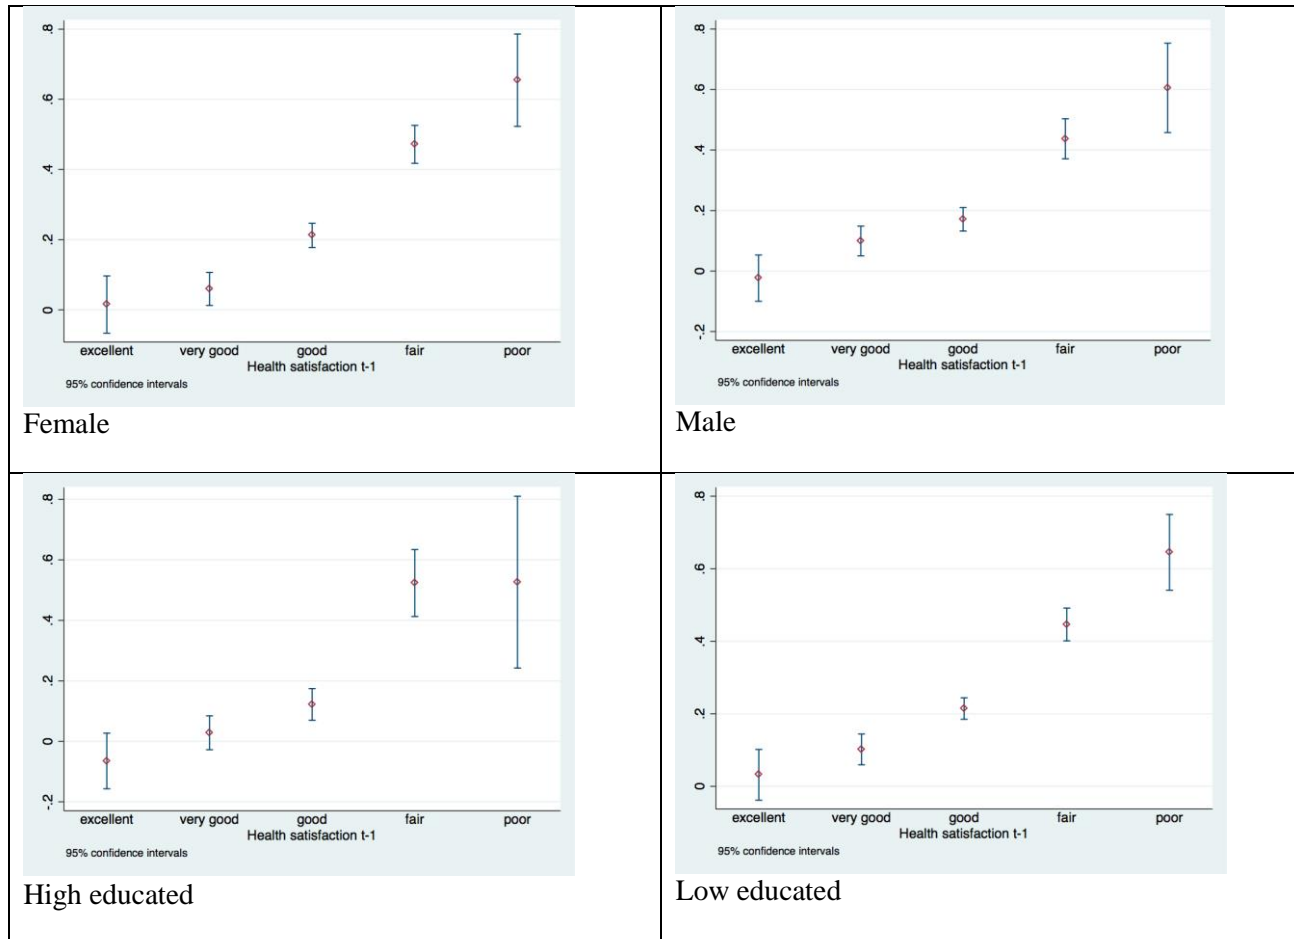 .8
.6
.4
.2
0
excellent very good good fair poor
Health satisfaction t-1
95% confidence intervals
Female
.8
.6
.4
.2
0
-.2
excellent very good good fair poor
Health satisfaction t-1
95% confidence intervals
Male
.8
.6
.4
.2
0
-.2
excellent very good good fair poor
Health satisfaction t-1
95% confidence intervals
High educated
.8
.6
.4
.2
0
excellent very good good fair poor
Health satisfaction t-1
95% confidence intervals
Low educated